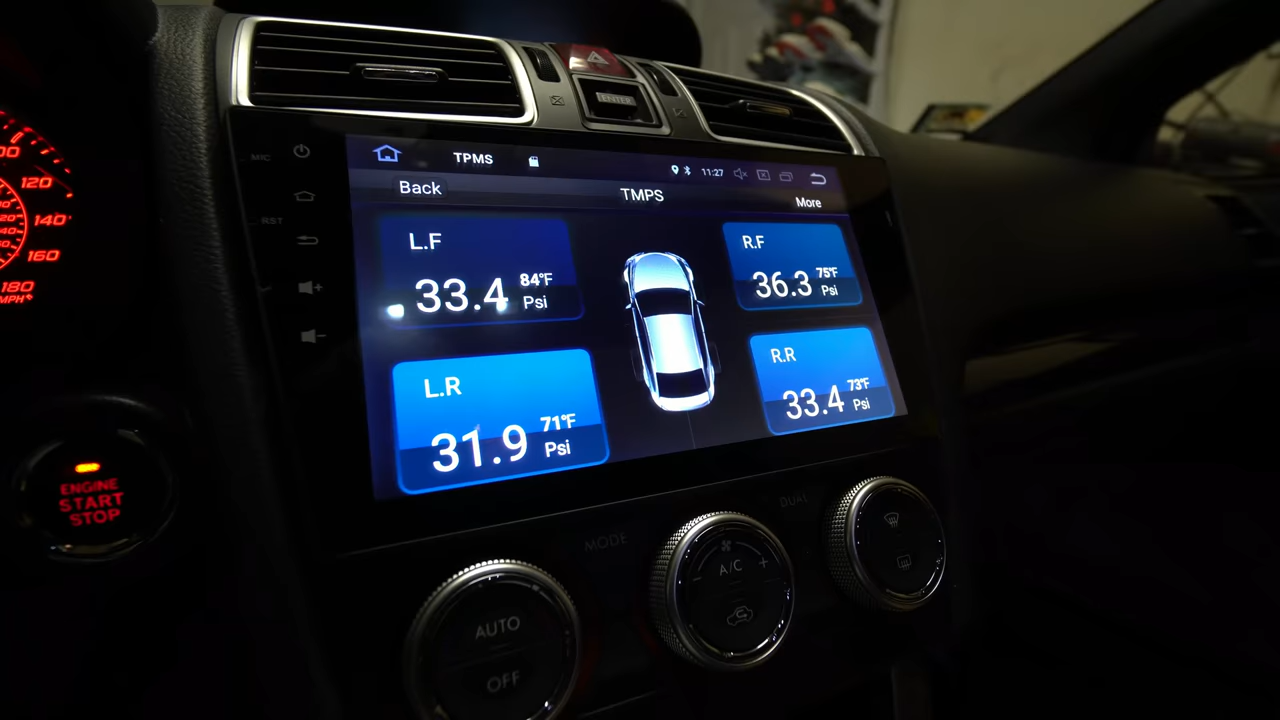 ENTER
MIC
TPMS
11:27
Back
TMPS
More
RST
L.F
33.4
84°F
Psi
R.F
36.3
75°F
Psi
L.R
31.9
71°F
Psi
R.R
33.4
73°F
Psi
120
140
160
180
MPH
ENGINE
START
STOP
MODE
DUAL
A/C
AUTO
OFF